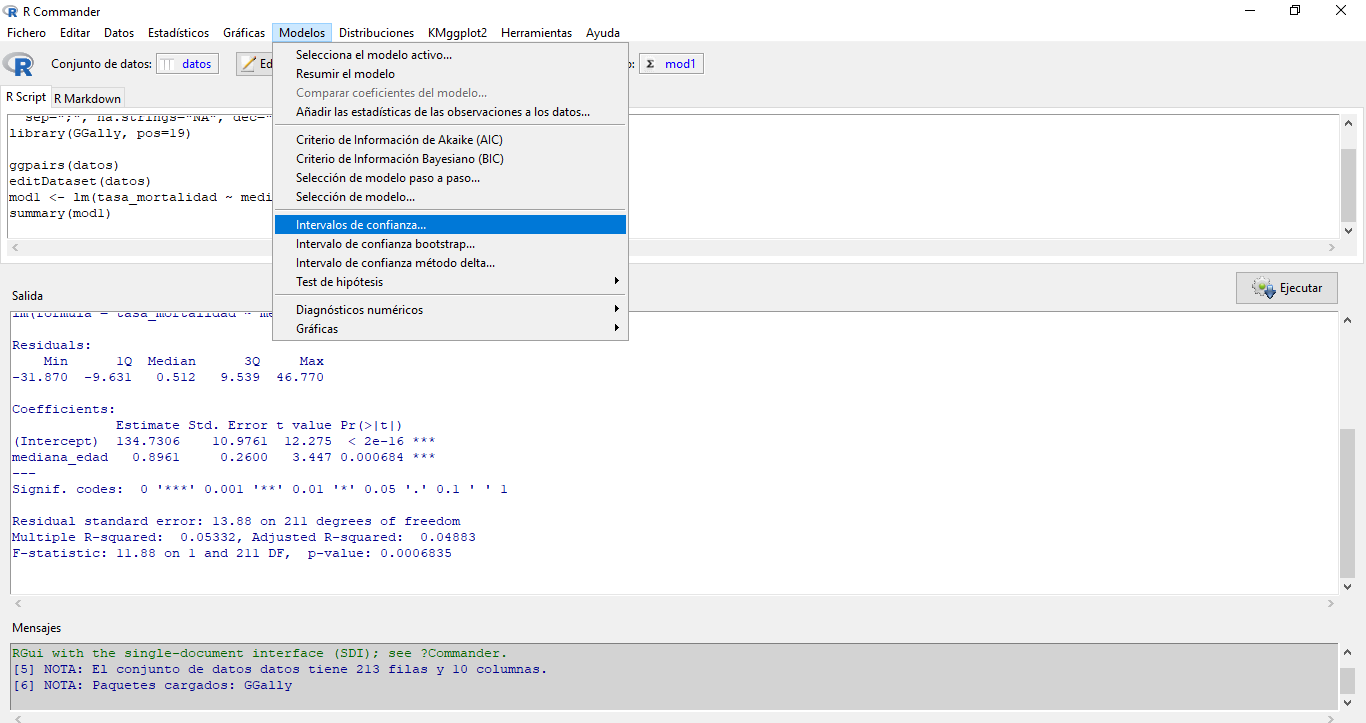 R Commander
Fichero Editar Datos Estadísticos Gráficas Modelos Distribuciones KMggplot2 Herramientas Ayuda
Conjunto de datos: datos Ed o: Σ mod1
Selecciona el modelo activo...
Resumir el modelo
Comparar coeficientes del modelo...
Añadir las estadísticas de las observaciones a los datos...
Criterio de Información de Akaike (AIC)
Criterio de Información Bayesiano (BIC)
Selección de modelo paso a paso...
Selección de modelo...
Intervalos de confianza...
Intervalo de confianza bootstrap...
Intervalo de confianza método delta...
Test de hipótesis
Diagnósticos numéricos
Gráficas
R Script R Markdown
sep=";", na.strings="NA", dec="
library(GGally, pos=19)
ggpairs(datos)
editDataset(datos)
mod1 <- lm(tasa_mortalidad ~ medi
summary(mod1)
Salida
Ejecutar
lm(formula = tasa_mortalidad ~ me
Residuals:
Min 1Q Median 3Q Max
-31.870 -9.631 0.512 9.539 46.770
Coefficients:
Estimate Std. Error t value Pr(>|t|)
(Intercept) 134.7306 10.9761 12.275 < 2e-16 ***
mediana_edad 0.8961 0.2600 3.447 0.000684 ***
---
Signif. codes: 0 '***' 0.001 '**' 0.01 '*' 0.05 '.' 0.1 ' ' 1
Residual standard error: 13.88 on 211 degrees of freedom
Multiple R-squared: 0.05332, Adjusted R-squared: 0.04883
F-statistic: 11.88 on 1 and 211 DF, p-value: 0.0006835
Mensajes
RGui with the single-document interface (SDI); see ?Commander.
[5] NOTA: El conjunto de datos datos tiene 213 filas y 10 columnas.
[6] NOTA: Paquetes cargados: GGally